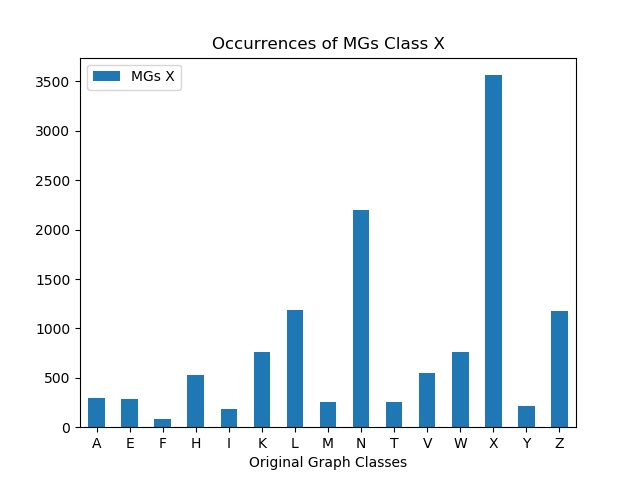 Occurrences of MGs Class X
MGs X
3500
3000
2500
2000
1500
1000
500
0
A E F H I K L M N T V W X Y Z
Original Graph Classes